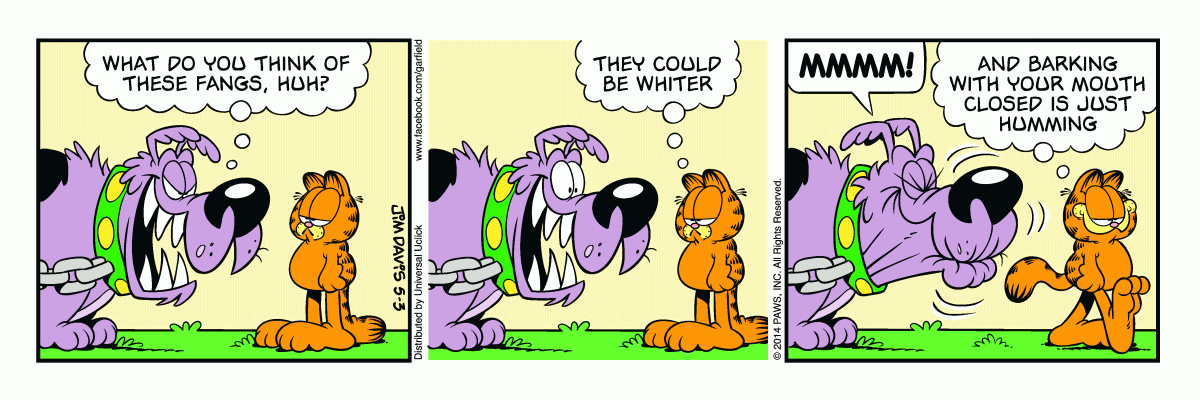 WHAT DO YOU THINK OF
THESE FANGS, HUH?
JIM DAVIS 5-3
www.facebook.com/garfield
Distributed by Universal Uclick
THEY COULD
BE WHITER
© 2014 PAWS, INC. All Rights Reserved.
MMMM!
AND BARKING
WITH YOUR MOUTH
CLOSED IS JUST
HUMMING